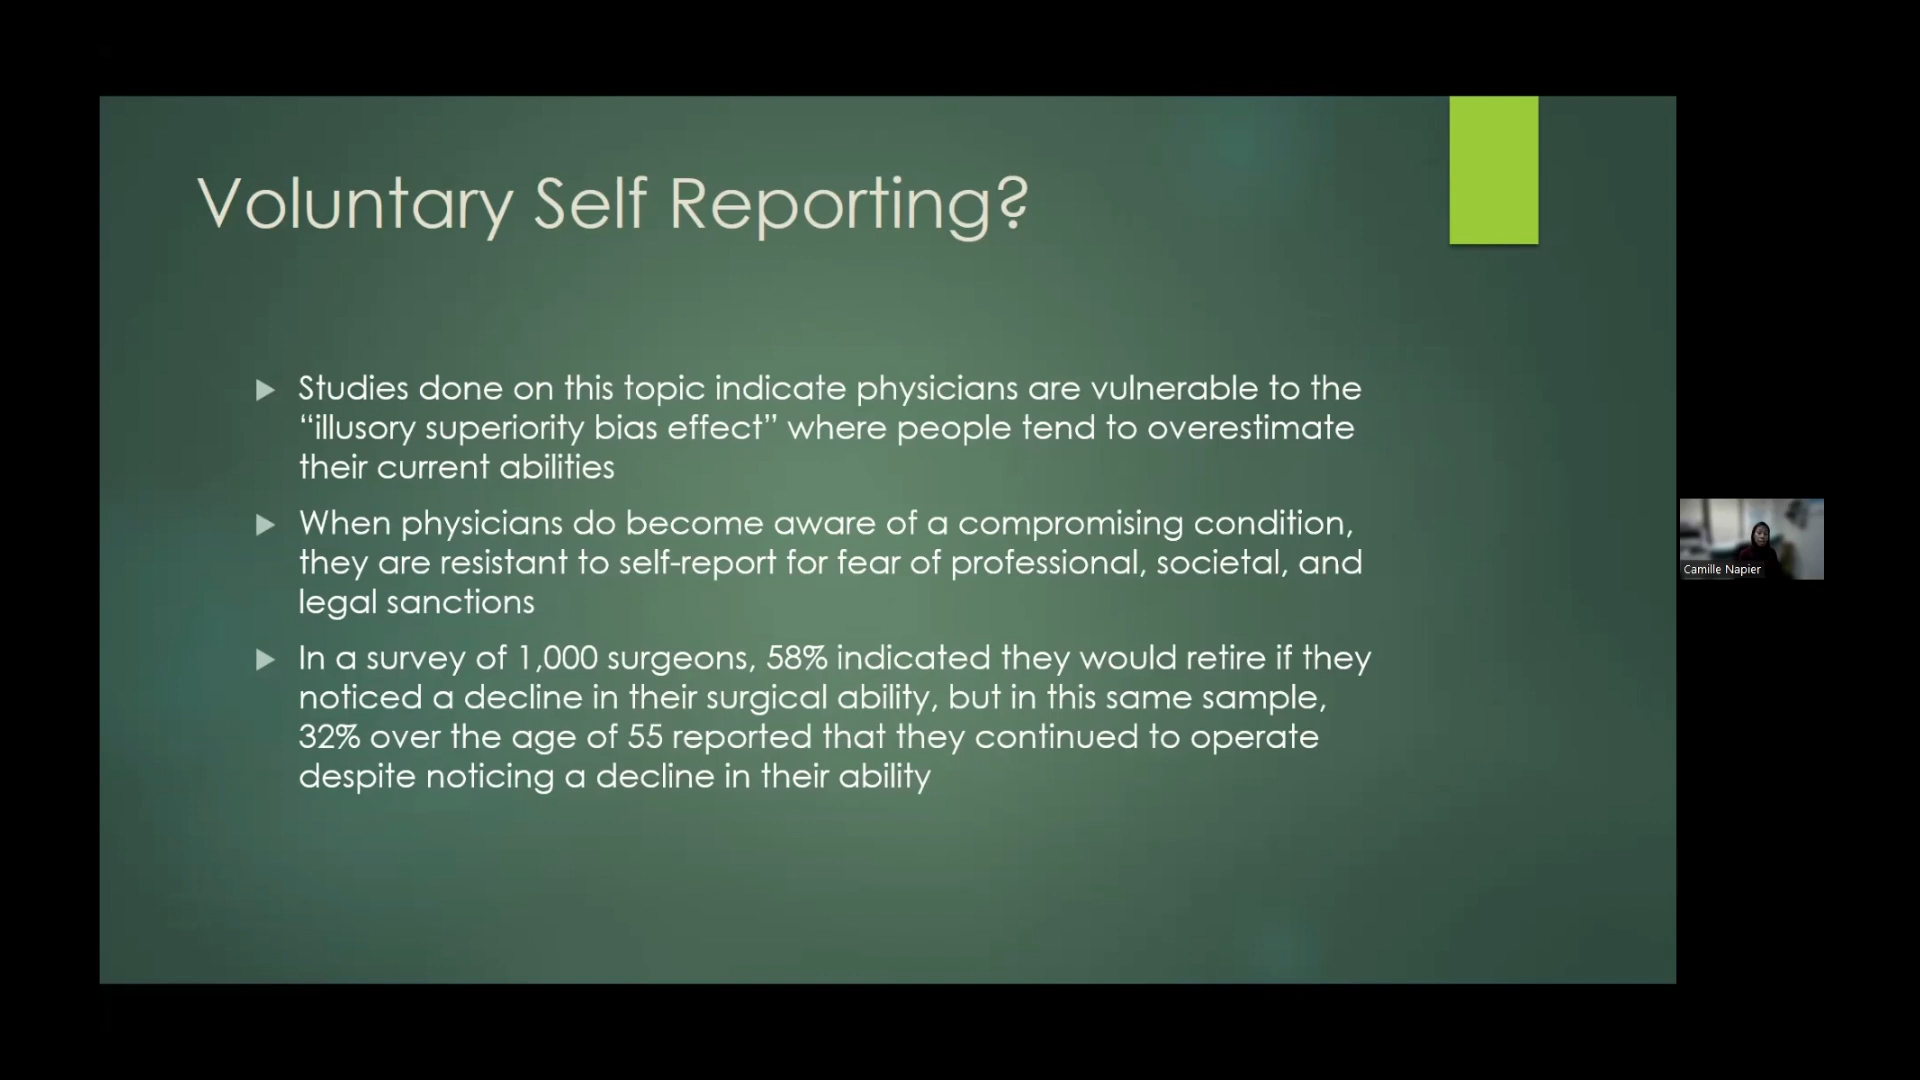 Voluntary Self Reporting?
Studies done on this topic indicate physicians are vulnerable to the
“illusory superiority bias effect” where people tend to overestimate
their current abilities
When physicians do become aware of a compromising condition,
they are resistant to self-report for fear of professional, societal, and
legal sanctions
In a survey of 1,000 surgeons, 58% indicated they would retire if they
noticed a decline in their surgical ability, but in this same sample,
32% over the age of 55 reported that they continued to operate
despite noticing a decline in their ability
Camille Napier